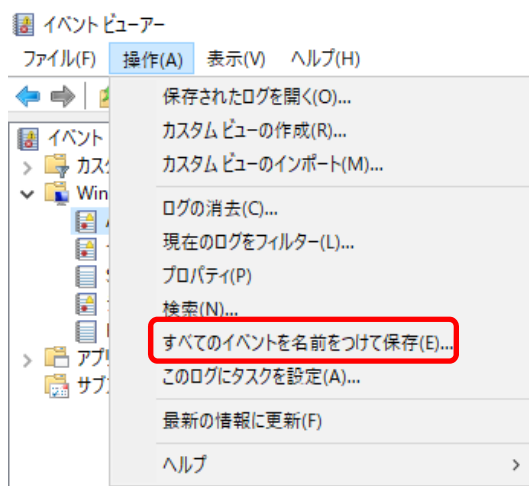 イベント ビューアー
ファイル(F) 操作(A) 表示(V) ヘルプ(H)
保存されたログを開く(O)...
イベント
カスタム ビューの作成(R)...
カスタム ビューのインポート(M)...
Win
ログの消去(C)...
現在のログをフィルター(L)...
プロパティ(P)
検索(N)...
すべてのイベントを名前をつけて保存(E)...
アプ
このログにタスクを設定(A)...
サブ
最新の情報に更新(F)
ヘルプ